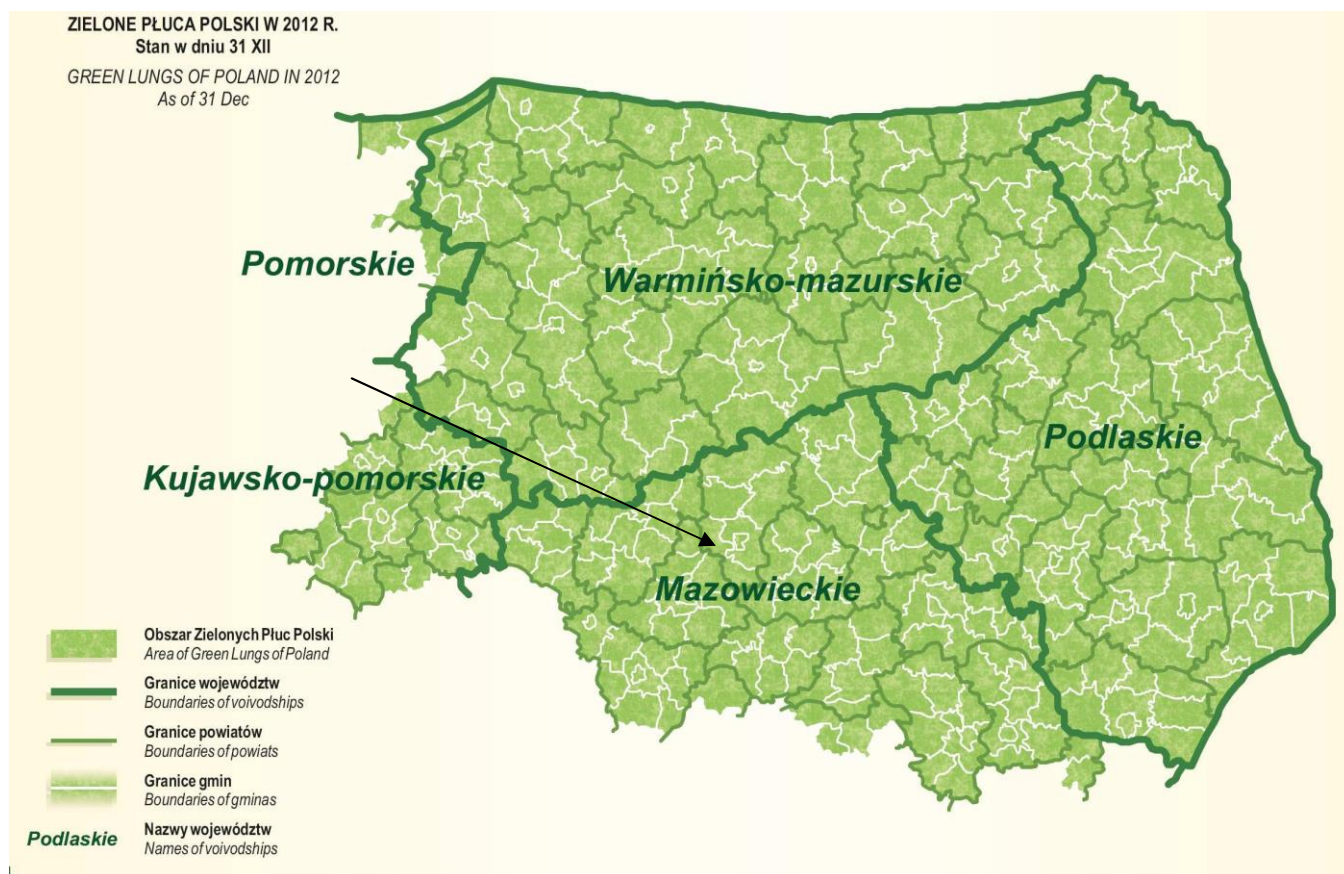 ZIELONE PŁUCA POLSKI W 2012 R.
Stan w dniu 31 XII
GREEN LUNGS OF POLAND IN 2012
As of 31 Dec
Pomorskie
Warmińsko-mazurskie
Podlaskie
Kujawsko-pomorskie
Mazowieckie
Obszar Zielonych Płuc Polski
Area of Green Lungs of Poland
Granice województw
Boundaries of voivodships
Granice powiatów
Boundaries of powiats
Granice gmin
Boundaries of gminas
Podlaskie
Nazwy województw
Names of voivodships